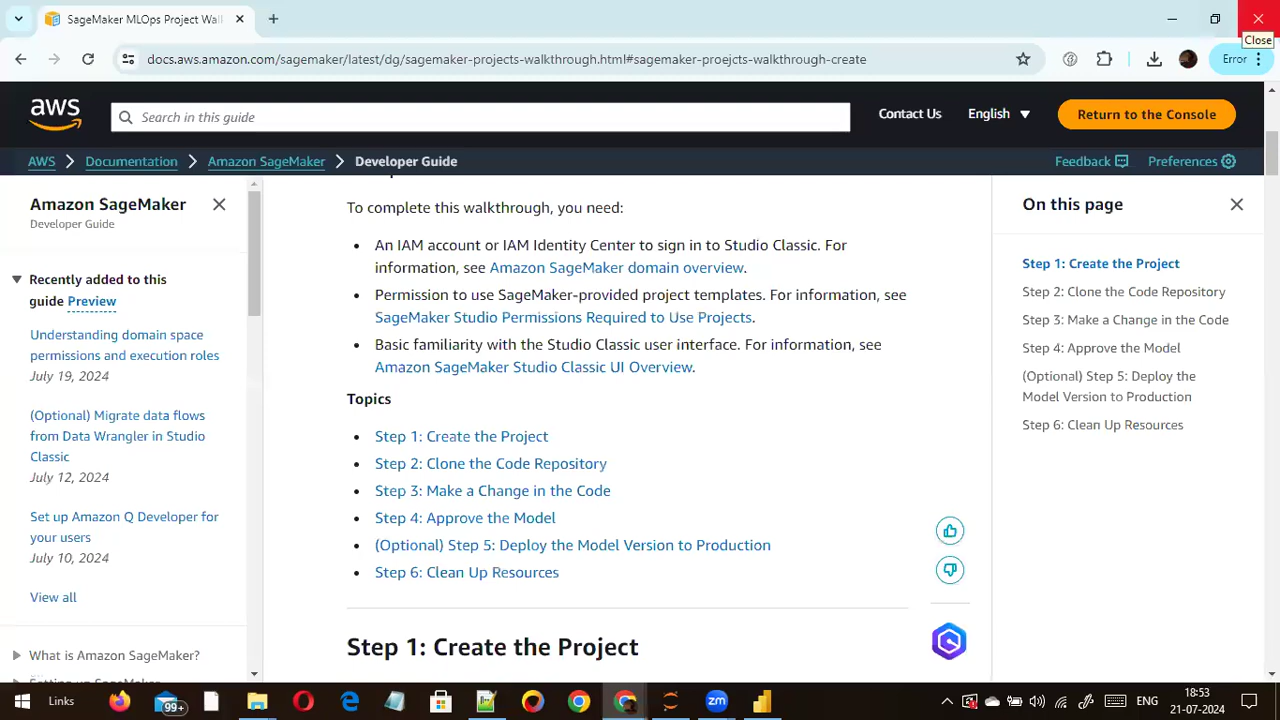 SageMaker MLOps Project Wal
Close
docs.aws.amazon.com/sagemaker/latest/dg/sagemaker-projects-walkthrough.html#sagemaker-proejcts-walkthrough-create
Error
aws
Search in this guide
Contact Us
English
Return to the Console
AWS
Documentation
Amazon SageMaker
Developer Guide
Feedback
Preferences
Amazon SageMaker
Developer Guide
Recently added to this
guide Preview
Understanding domain space
permissions and execution roles
July 19, 2024
(Optional) Migrate data flows
from Data Wrangler in Studio
Classic
July 12, 2024
Set up Amazon Q Developer for
your users
July 10, 2024
View all
What is Amazon SageMaker?
To complete this walkthrough, you need:
• An IAM account or IAM Identity Center to sign in to Studio Classic. For
information, see Amazon SageMaker domain overview.
• Permission to use SageMaker-provided project templates. For information, see
SageMaker Studio Permissions Required to Use Projects.
• Basic familiarity with the Studio Classic user interface. For information, see
Amazon SageMaker Studio Classic UI Overview.
Topics
• Step 1: Create the Project
• Step 2: Clone the Code Repository
• Step 3: Make a Change in the Code
• Step 4: Approve the Model
• (Optional) Step 5: Deploy the Model Version to Production
• Step 6: Clean Up Resources
Step 1: Create the Project
On this page
Step 1: Create the Project
Step 2: Clone the Code Repository
Step 3: Make a Change in the Code
Step 4: Approve the Model
(Optional) Step 5: Deploy the
Model Version to Production
Step 6: Clean Up Resources
Links
99+
zm
ENG
18:53
21-07-2024